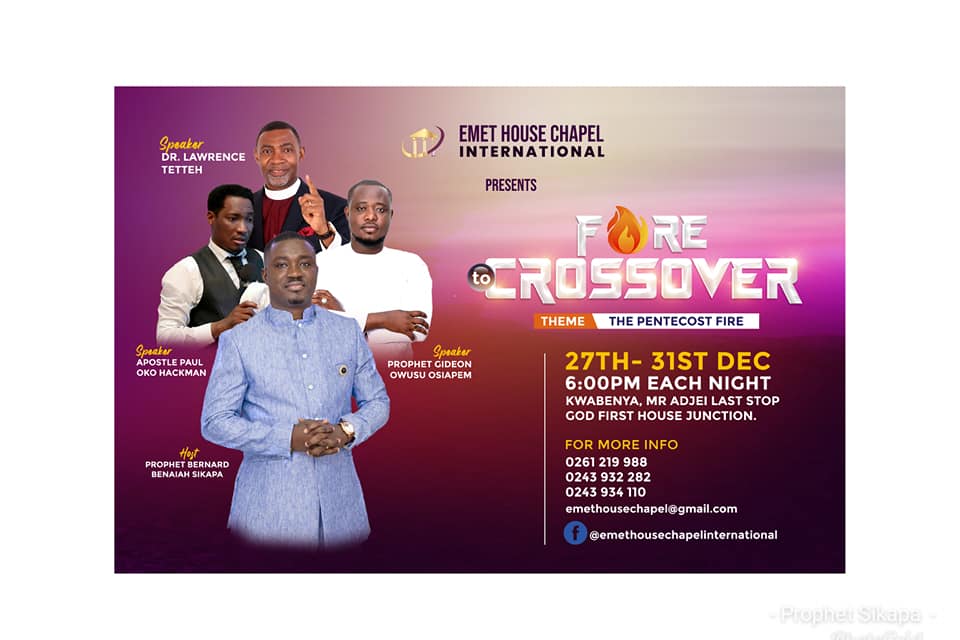 Speaker
DR. LAWRENCE
TETTEH
Speaker
APOSTLE PAUL
OKO HACKMAN
Speaker
PROPHET GIDEON
OWUSU OSIAPEM
Host
PROPHET BERNARD
BENAIAH SIKAPA
EMET HOUSE CHAPEL
INTERNATIONAL
PRESENTS
FIRE
to CROSSOVER
THEME THE PENTECOST FIRE
27TH- 31ST DEC
6:00PM EACH NIGHT
KWABENYA, MR ADJEI LAST STOP
GOD FIRST HOUSE JUNCTION.
FOR MORE INFO
0261 219 988
0243 932 282
0243 934 110
emethousechapel@gmail.com
f @emethousechapelinternational
- Prophet Sikapa -